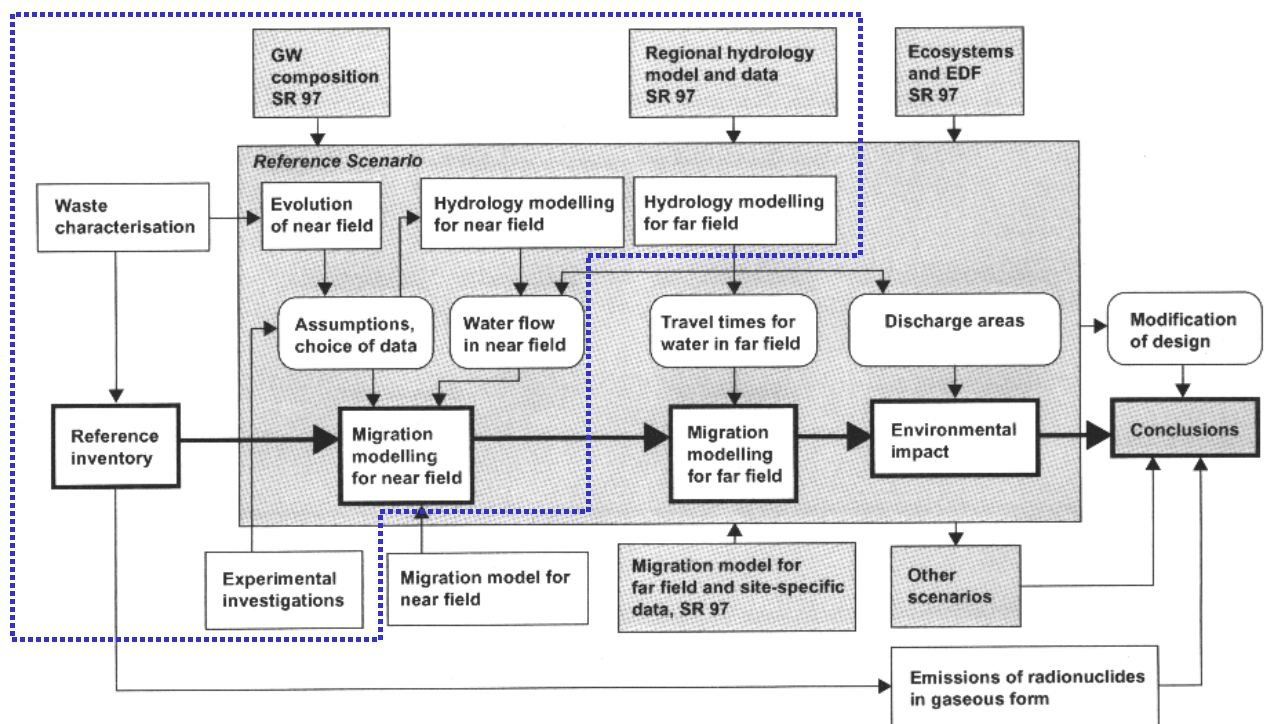 GW
composition
SR 97
Regional hydrology
model and data
SR 97
Ecosystems
and EDF
SR 97
Reference Scenario
Waste
characterisation
Evolution
of near field
Hydrology modelling
for near field
Hydrology modelling
for far field
Assumptions,
choice of data
Water flow
in near field
Travel times for
water in far field
Discharge areas
Modification
of design
Reference
inventory
Migration
modelling
for near field
Migration
modelling
for far field
Environmental
impact
Conclusions
Experimental
investigations
Migration model for
near field
Migration model for
far field and site-specific
data, SR 97
Other
scenarios
Emissions of radionuclides
in gaseous form